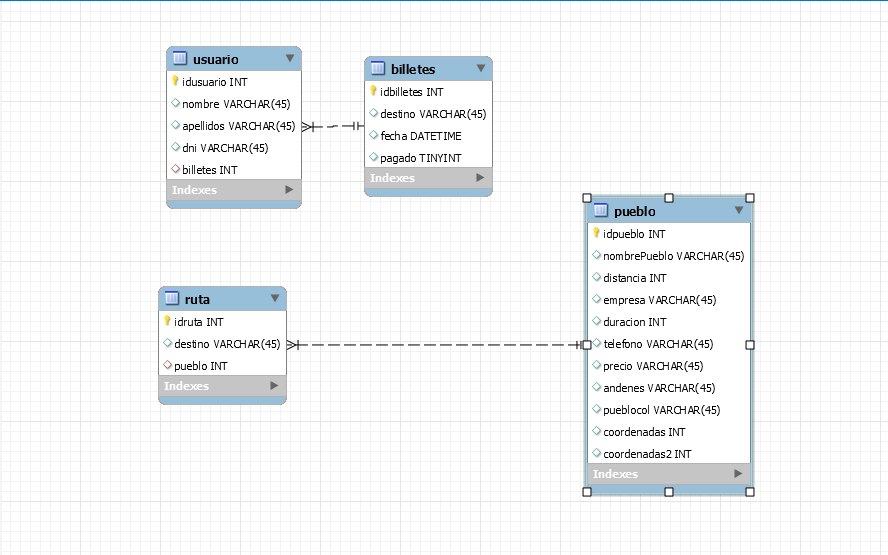 usuario
idusuario INT
nombre VARCHAR(45)
apellidos VARCHAR(45)
dni VARCHAR(45)
billetes INT
Indexes
billetes
idbilletes INT
destino VARCHAR(45)
fecha DATETIME
pagado TINYINT
Indexes
ruta
idruta INT
destino VARCHAR(45)
pueblo INT
Indexes
pueblo
idpueblo INT
nombrePueblo VARCHAR(45)
distancia INT
empresa VARCHAR(45)
duracion INT
telefono VARCHAR(45)
precio VARCHAR(45)
andenes VARCHAR(45)
pueblocol VARCHAR(45)
coordenadas INT
coordenadas2 INT
Indexes